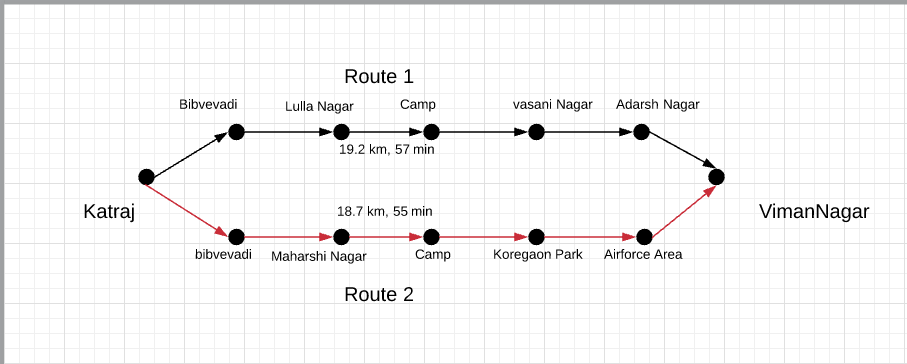 Route 1
Bibvevadi
Lulla Nagar
Camp
vasani Nagar
Adarsh Nagar
19.2 km, 57 min
Katraj
VimanNagar
18.7 km, 55 min
bibvevadi
Maharshi Nagar
Camp
Koregaon Park
Airforce Area
Route 2